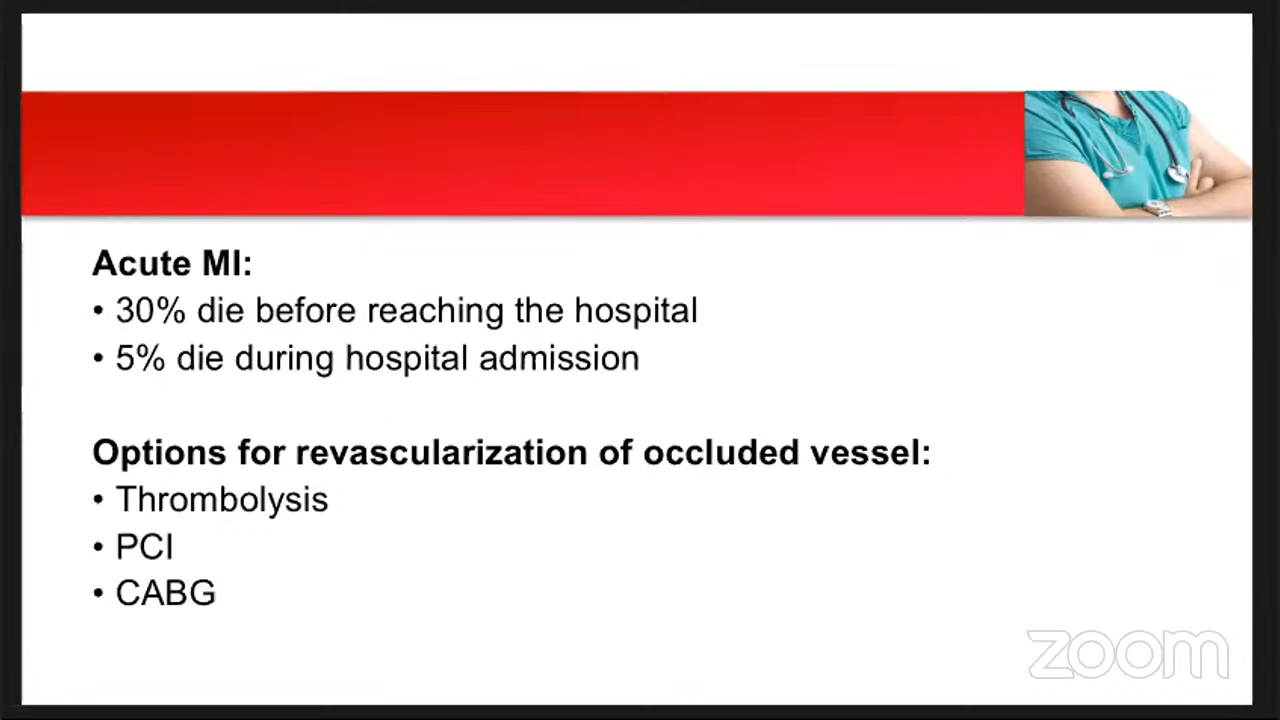 Acute MI:
• 30% die before reaching the hospital
• 5% die during hospital admission
Options for revascularization of occluded vessel:
• Thrombolysis
• PCI
• CABG
zoom